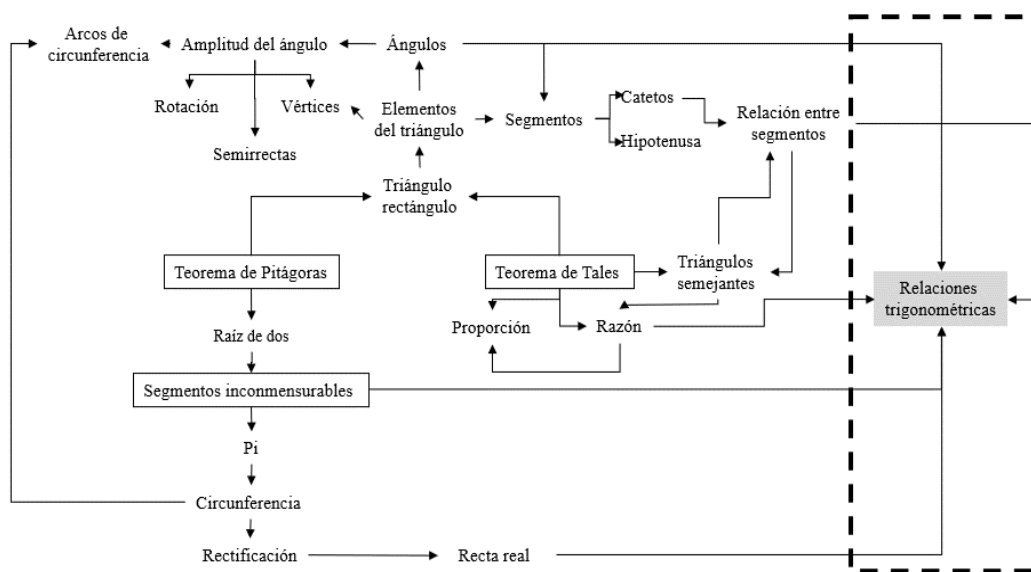 Arcos de
circunferencia
Amplitud del ángulo
Ángulos
Rotación
Vértices
Elementos
del triángulo
Segmentos
Catetos
Hipotenusa
Relación entre
segmentos
Semirrectas
Triángulo
rectángulo
Teorema de Pitágoras
Teorema de Tales
Triángulos
semejantes
Relaciones
trigonométricas
Raíz de dos
Proporción
Razón
Segmentos inconmensurables
Pi
Circunferencia
Rectificación
Recta real